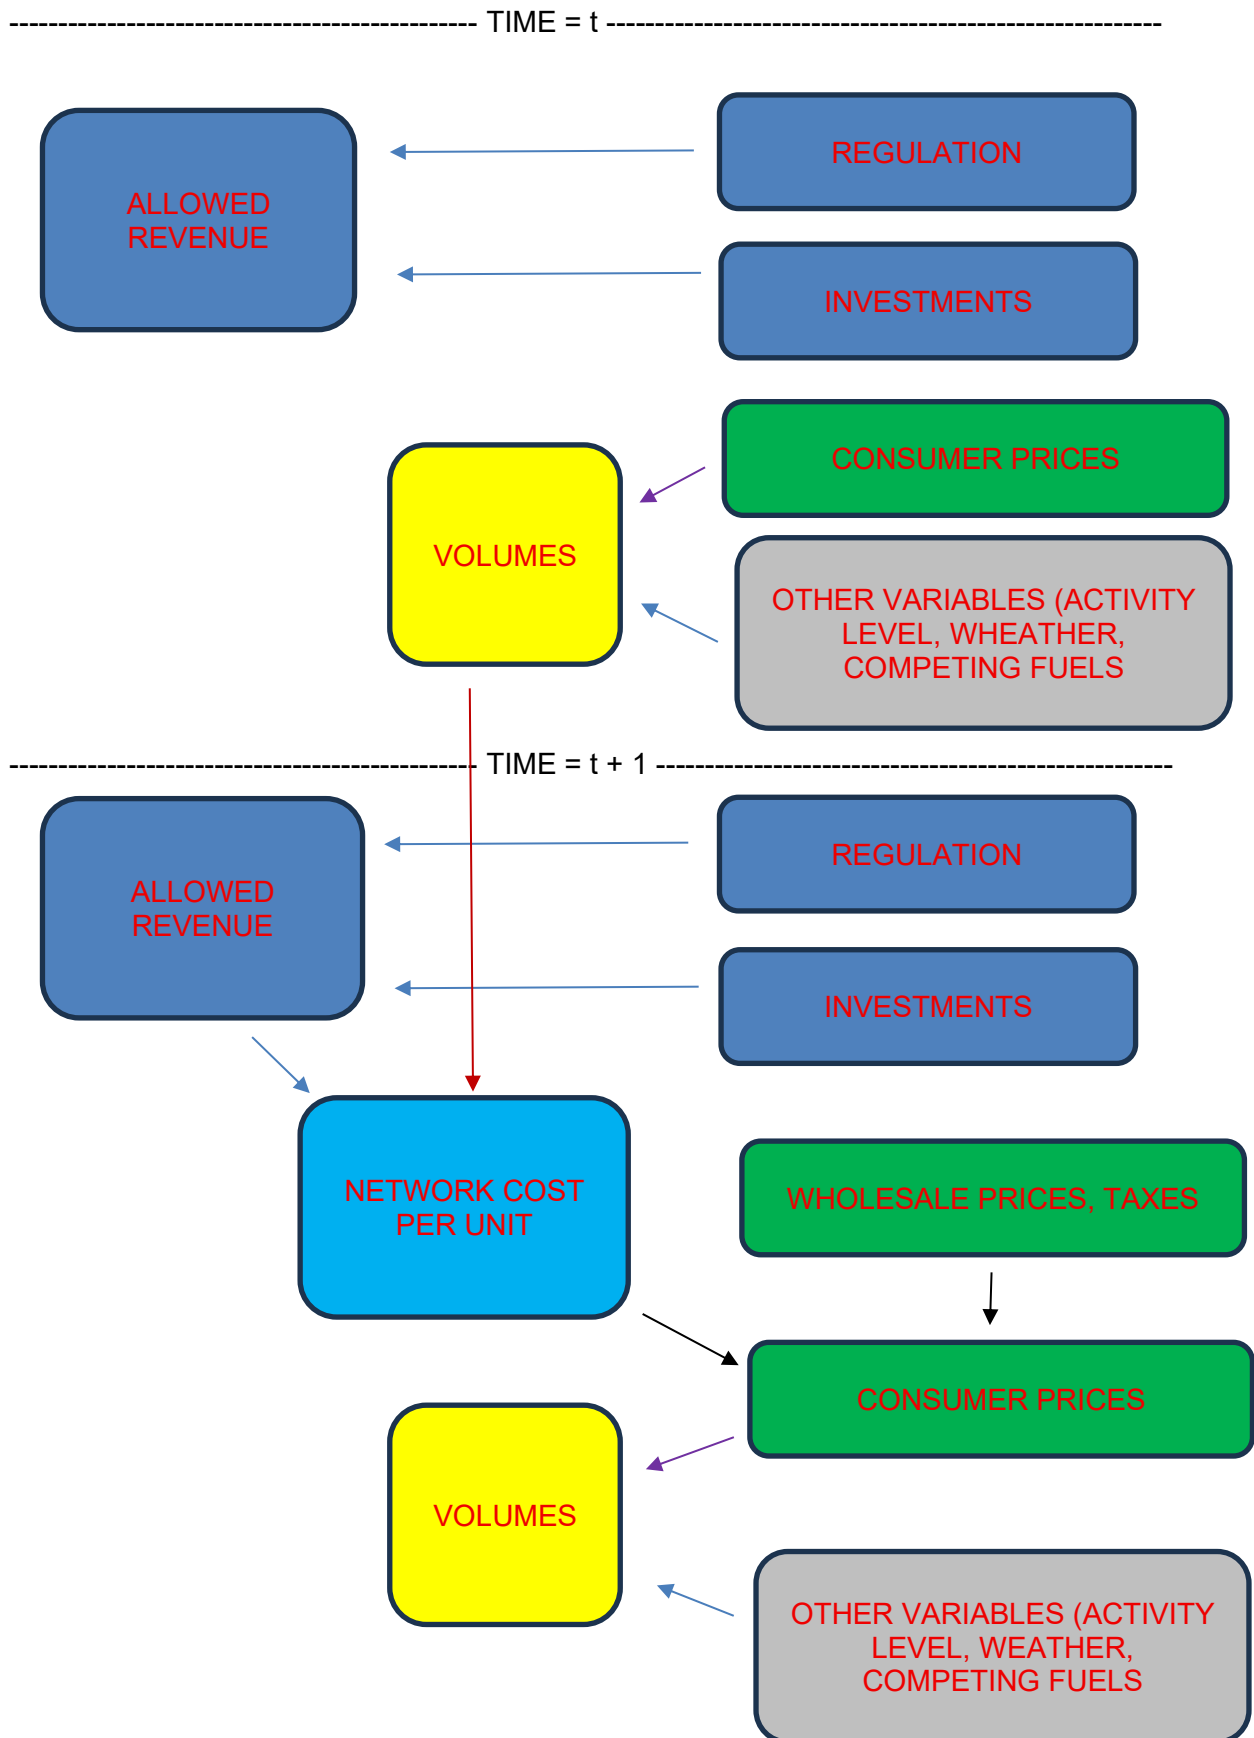 ------------------------------------------------ TIME = t ---------------------------------------------------------
REGULATION
ALLOWED
REVENUE
INVESTMENTS
CONSUMER PRICES
VOLUMES
OTHER VARIABLES (ACTIVITY
LEVEL, WHEATHER,
COMPETING FUELS
------------------------------------------------ TIME = t + 1 -----------------------------------------------------
REGULATION
ALLOWED
REVENUE
INVESTMENTS
NETWORK COST
PER UNIT
WHOLESALE PRICES, TAXES
CONSUMER PRICES
VOLUMES
OTHER VARIABLES (ACTIVITY
LEVEL, WEATHER,
COMPETING FUELS